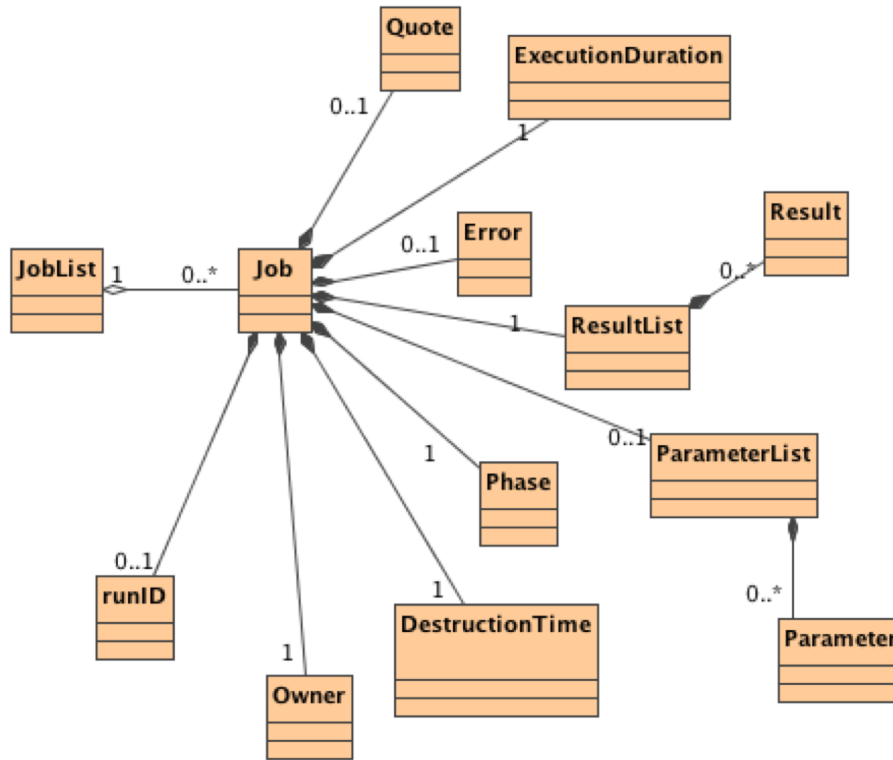 Quote
ExecutionDuration
0..1
1
Result
Error
0..1
JobList
1
0..*
Job
0..*
ResultList
1
0..1
ParameterList
1
Phase
0..1
runID
1
0..*
DestructionTime
Parameter
1
Owner